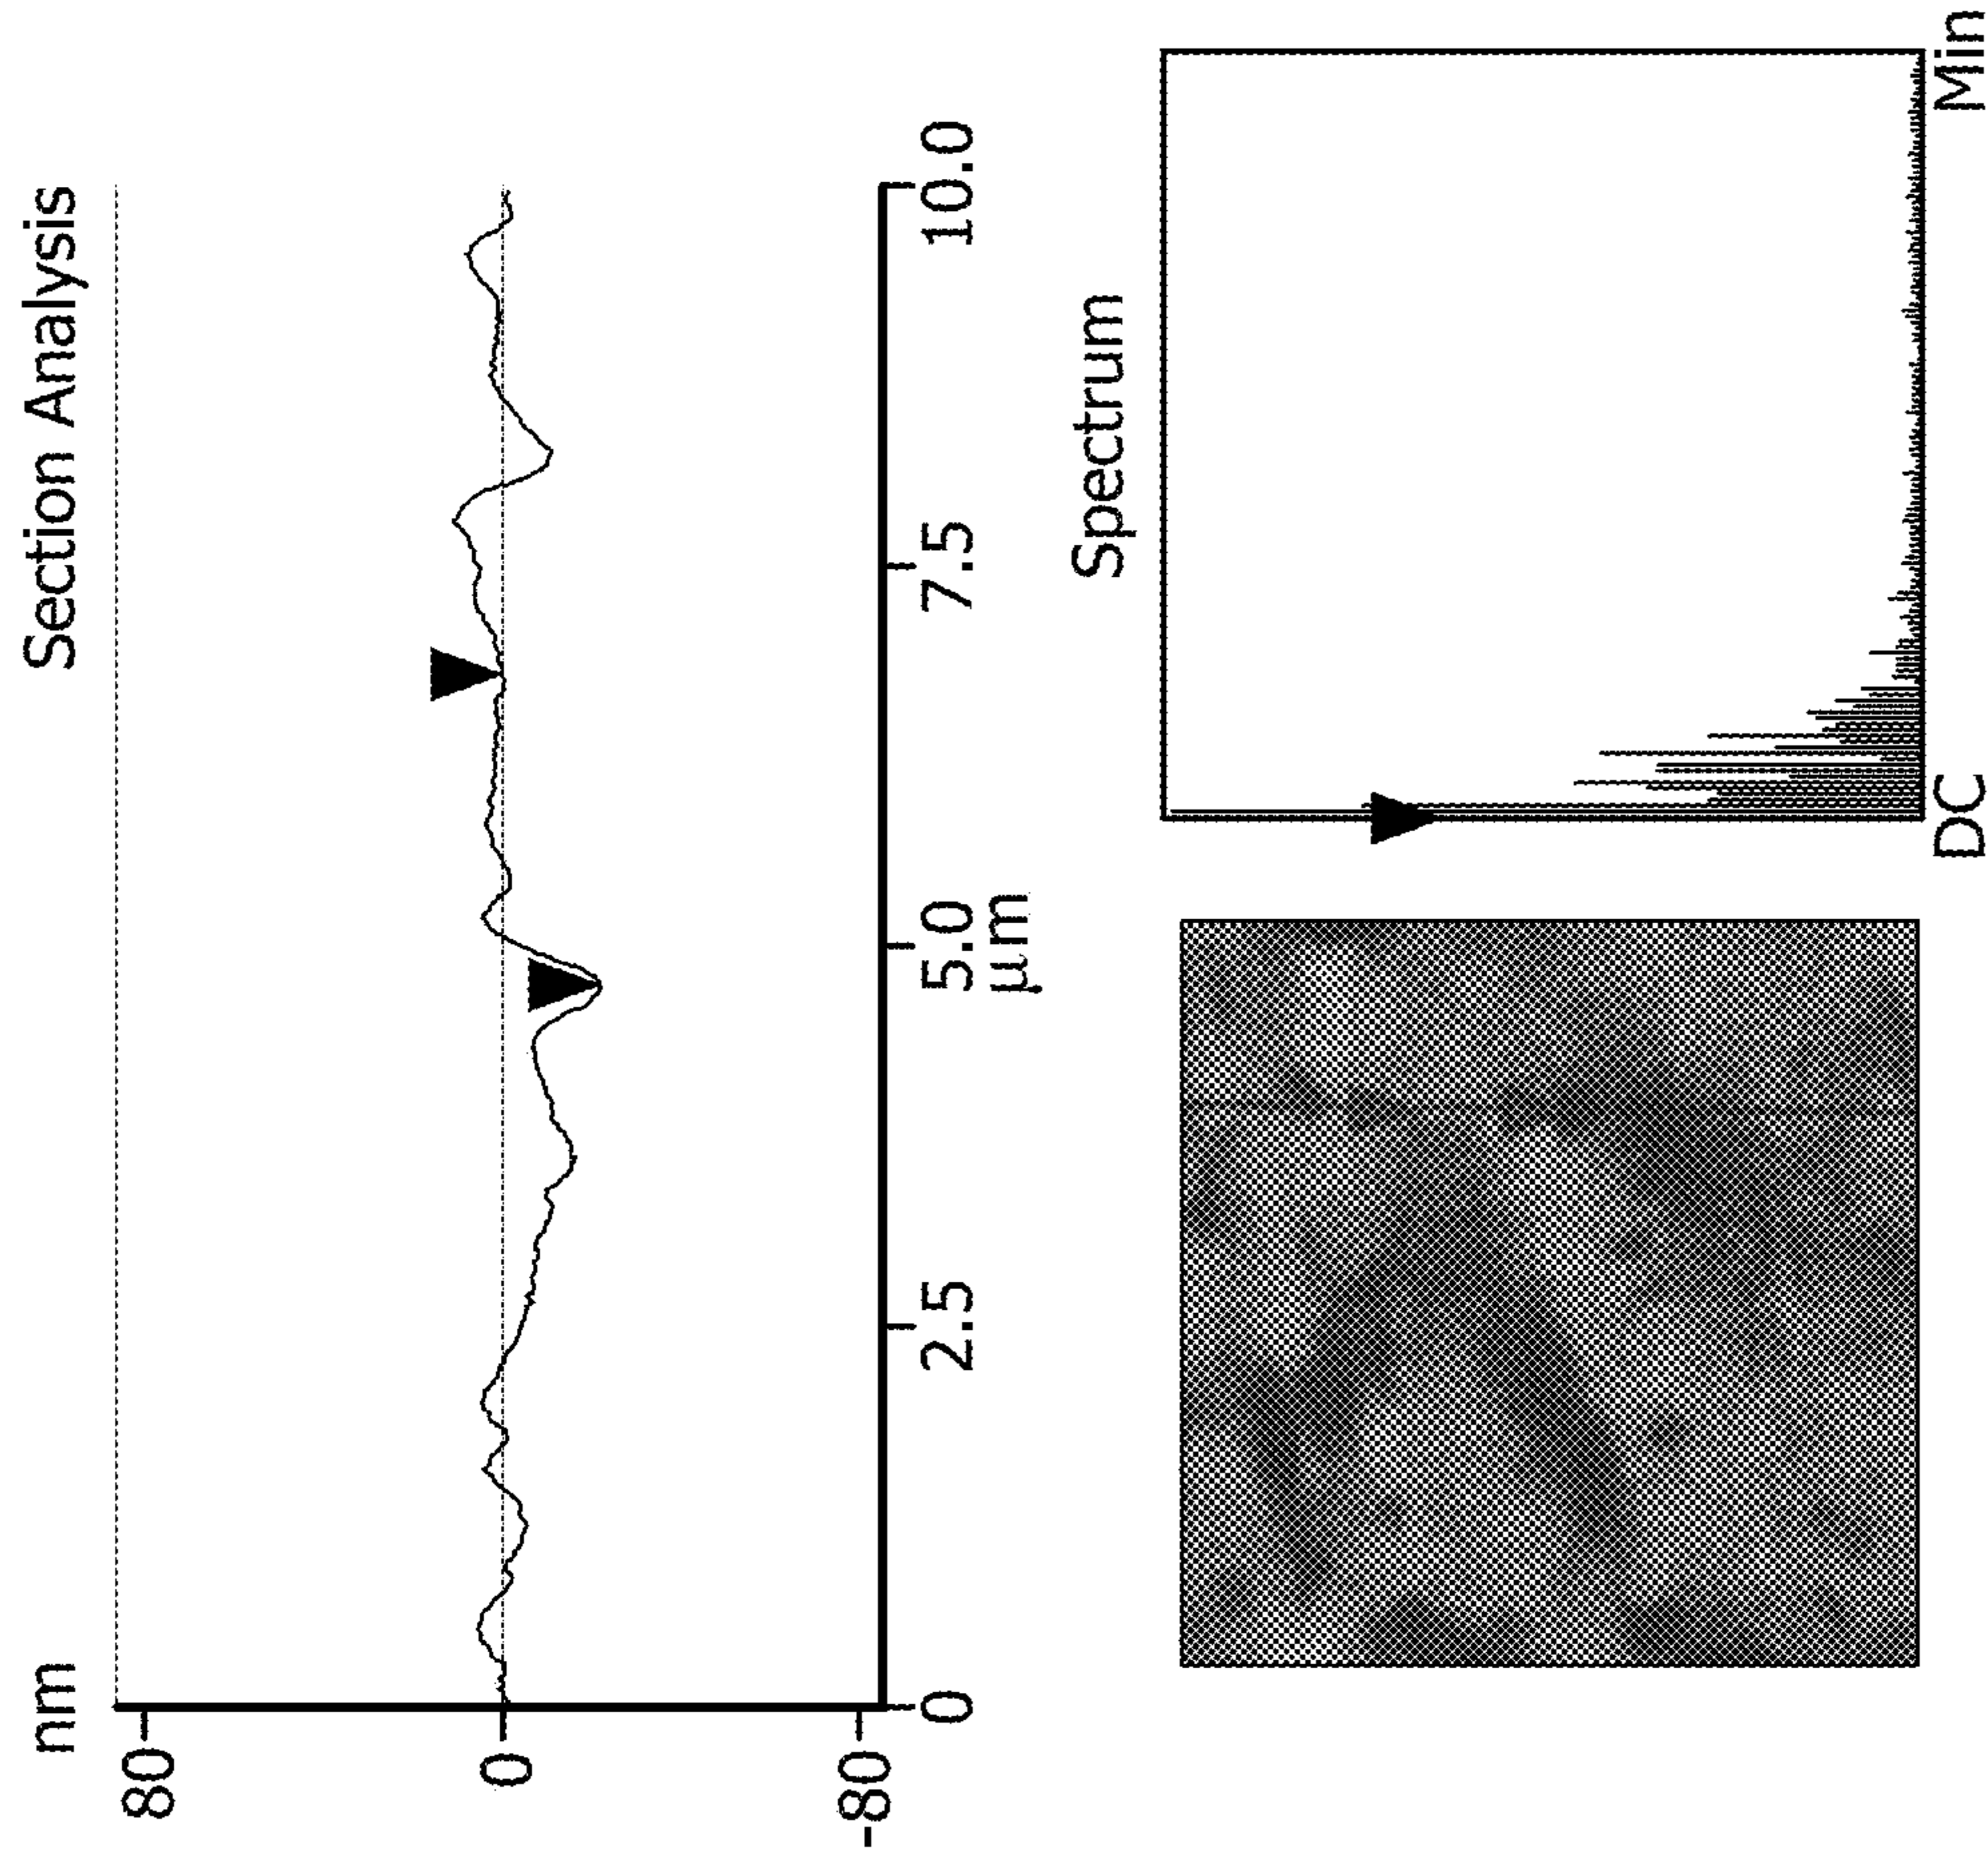 Section Analysis
nm
80
0
-80
0
2.5
5.0
7.5
10.0
μm
Spectrum
DC
Min